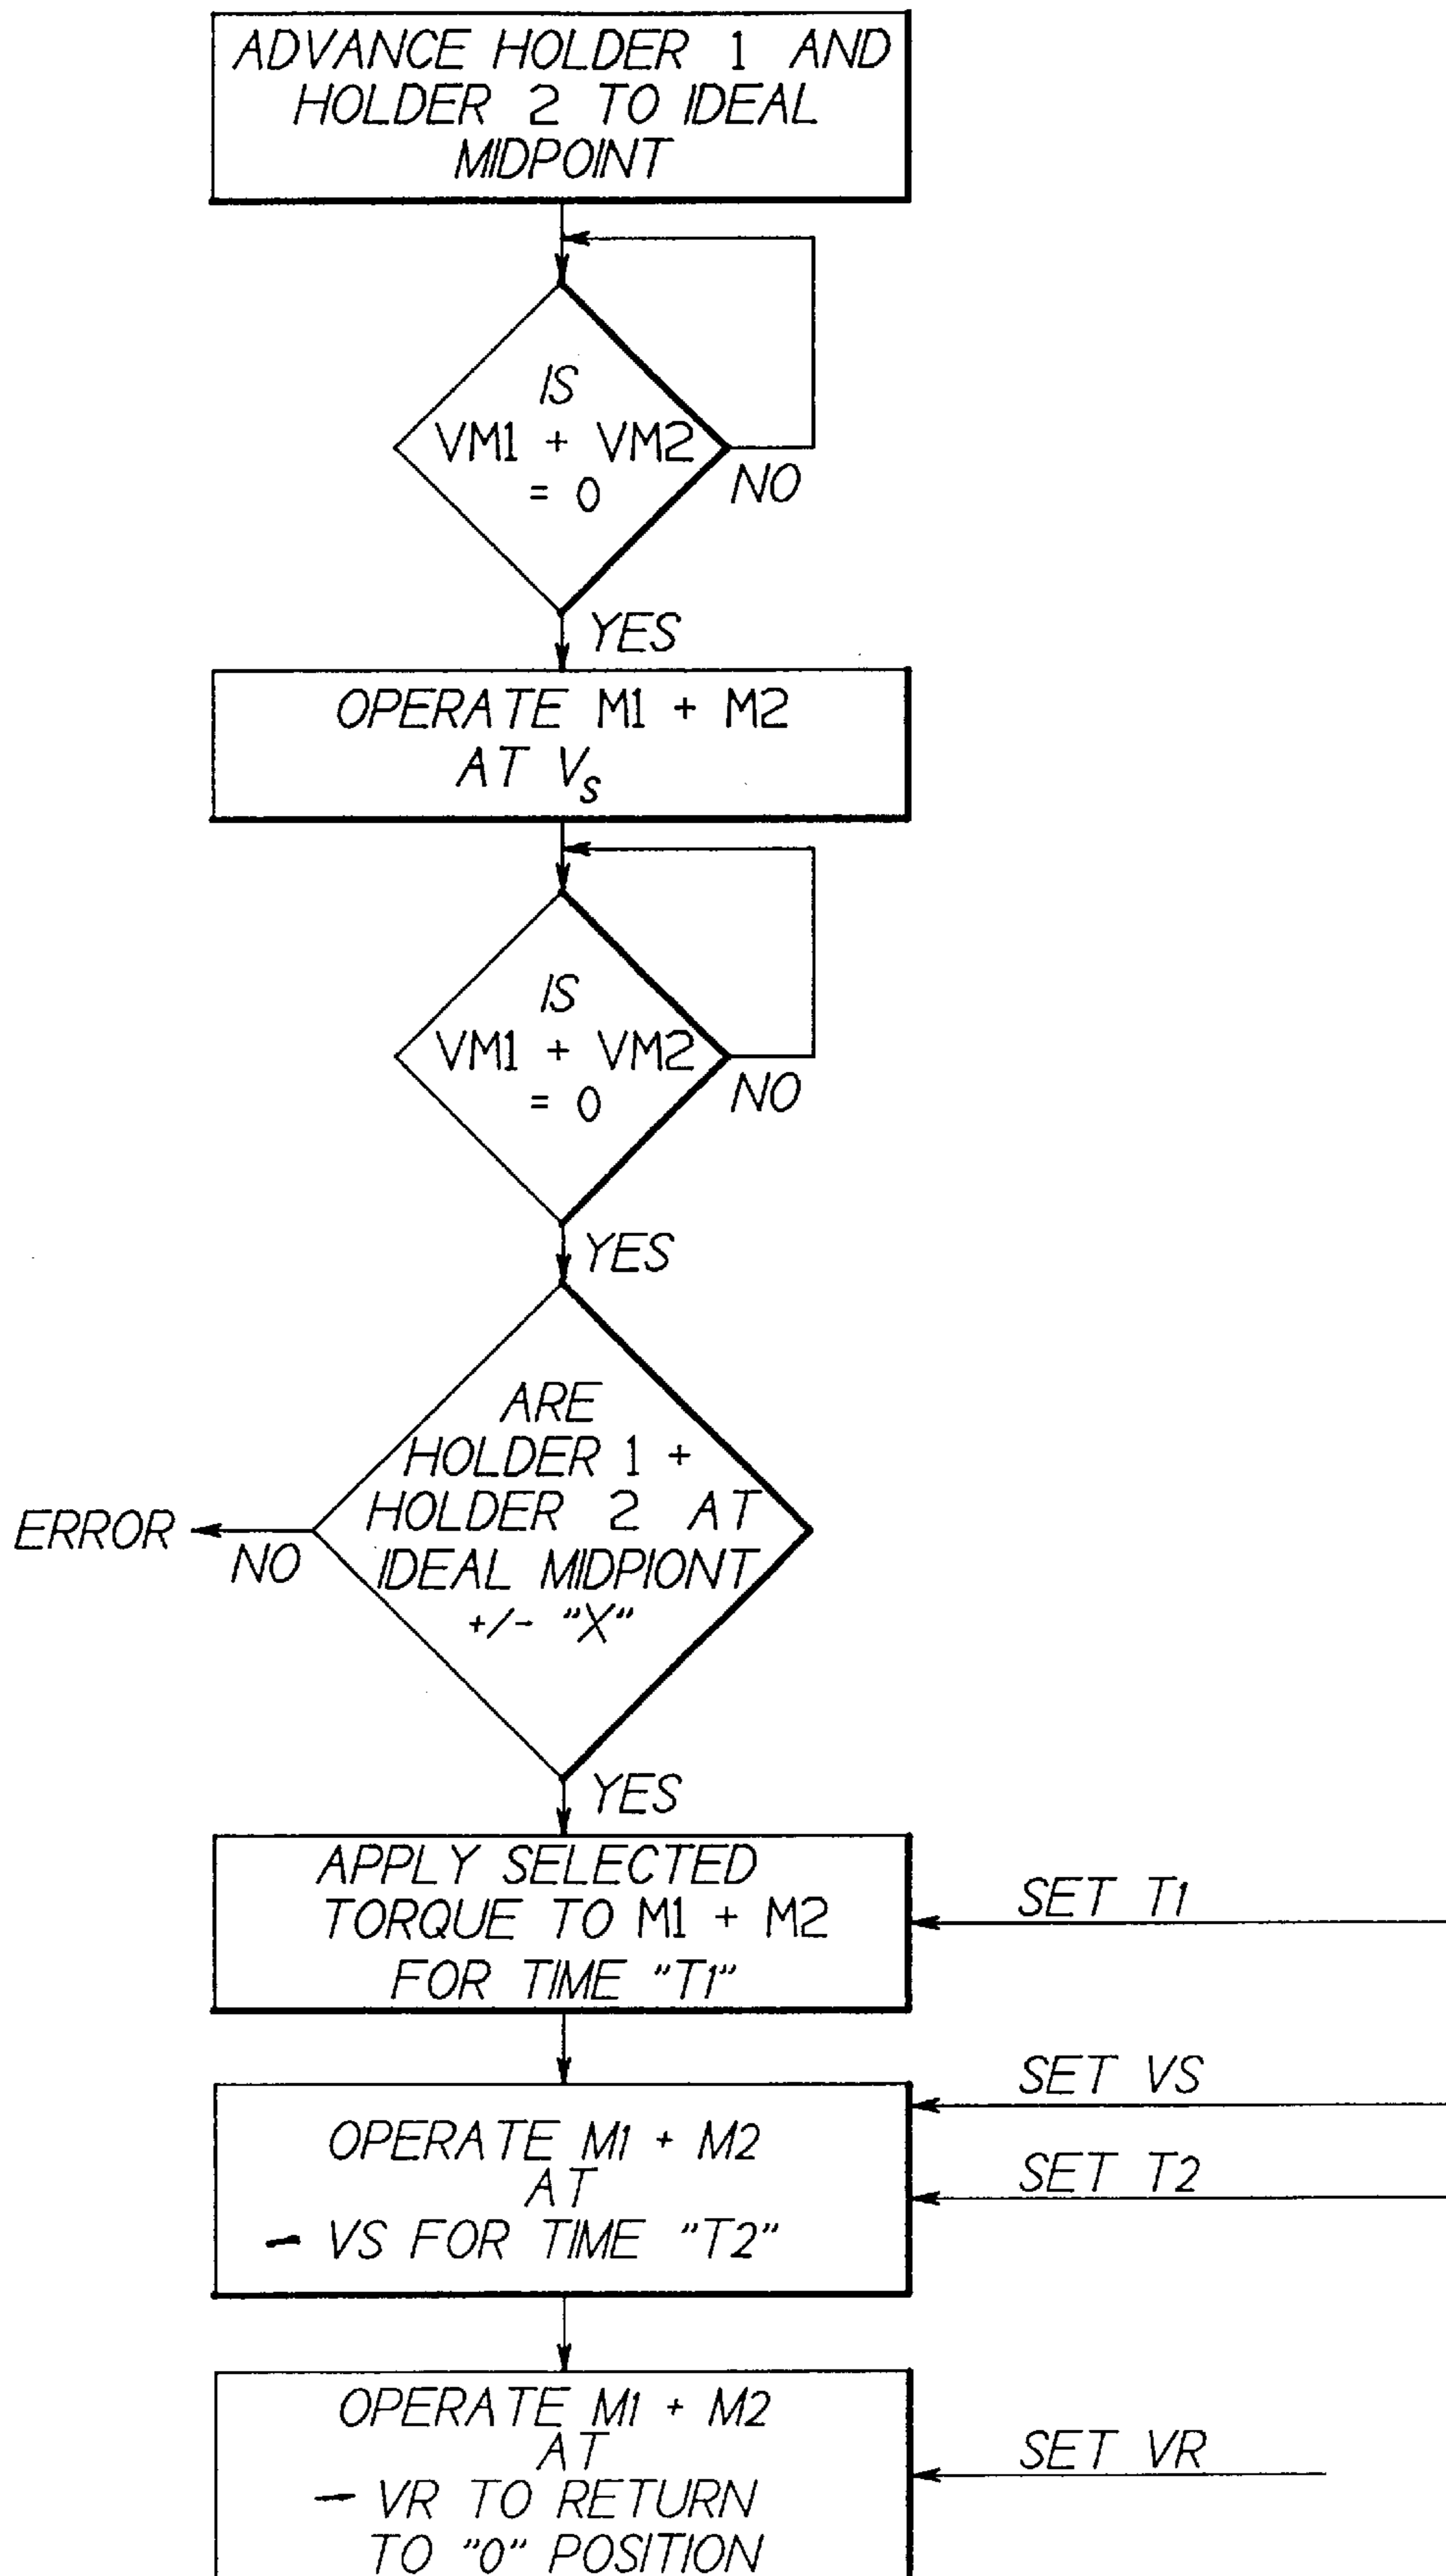 ADVANCE HOLDER 1 AND
HOLDER 2 TO IDEAL
MIDPOINT
IS
VM1 + VM2
= 0
NO
YES
OPERATE M1 + M2
AT Vs
IS
VM1 + VM2
= 0
NO
YES
ARE
HOLDER 1 +
HOLDER 2 AT
IDEAL MIDPIONT
+/- "X"
ERROR
NO
YES
APPLY SELECTED
TORQUE TO M1 + M2
FOR TIME "T1"
SET T1
OPERATE M1 + M2
AT
- VS FOR TIME "T2"
SET VS
SET T2
OPERATE M1 + M2
AT
- VR TO RETURN
TO "0" POSITION
SET VR